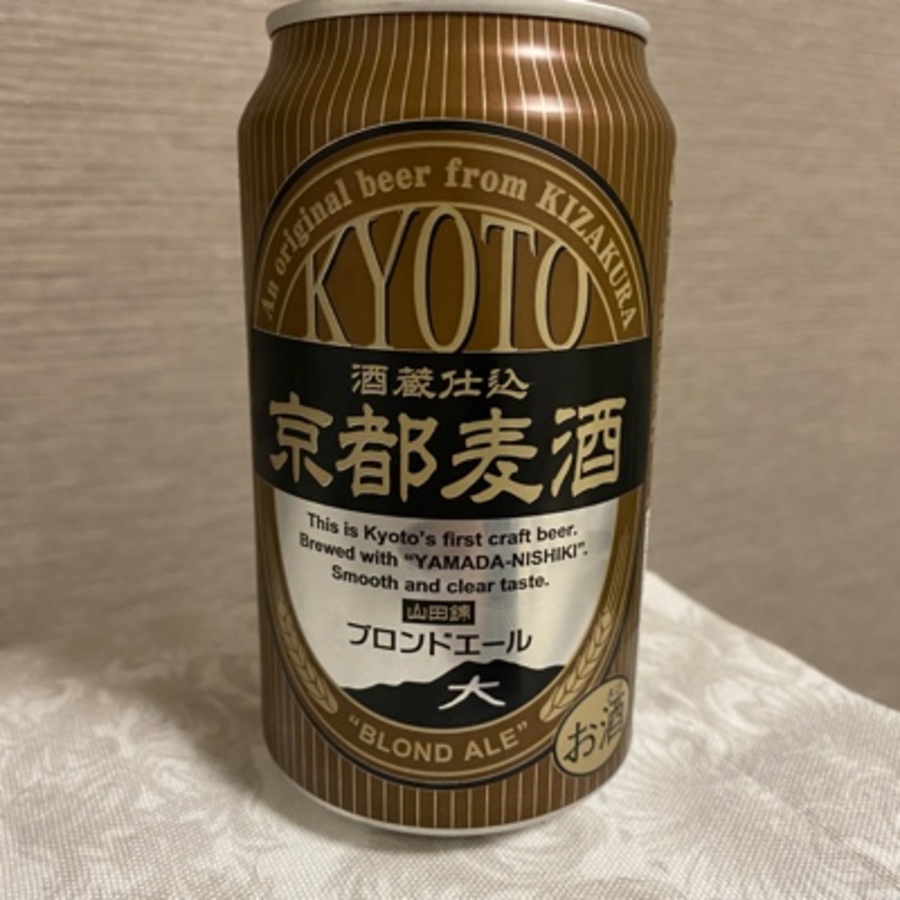 An original beer from KIZAKURA
KYOTO
酒蔵仕込
京都麦酒
This is Kyoto's first craft beer.
Brewed with "YAMADA-NISHIKI".
Smooth and clear taste.
山田錦
ブロンドエール
大
"BLOND ALE"
お酒